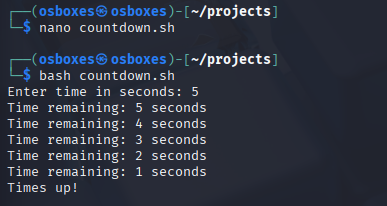 ┌──(osboxes㉿osboxes)-[~/projects]
└─$ nano countdown.sh
┌──(osboxes㉿osboxes)-[~/projects]
└─$ bash countdown.sh
Enter time in seconds: 5
Time remaining: 5 seconds
Time remaining: 4 seconds
Time remaining: 3 seconds
Time remaining: 2 seconds
Time remaining: 1 seconds
Times up!